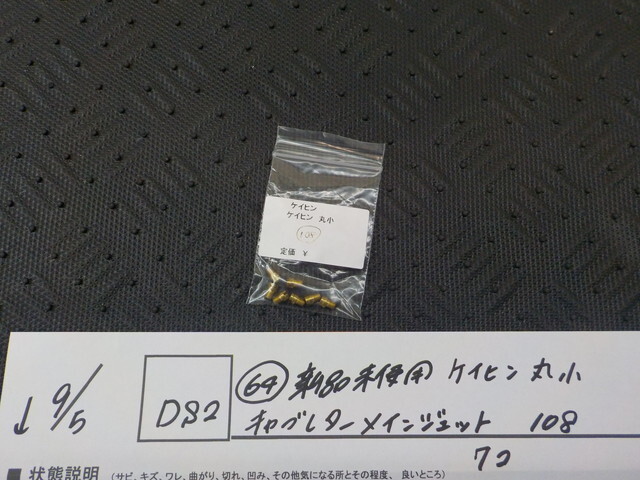 ケイヒン
ケイヒン 丸小
108
定価 ¥
↓ 9/5 DS2 64 新品未使用 ケイヒン 丸小
キャブレター メインジェット 108
7コ
■ 状態説明 (サビ、キズ、ワレ、曲がり、切れ、凹み、その他気になる所とその程度、良いところ)